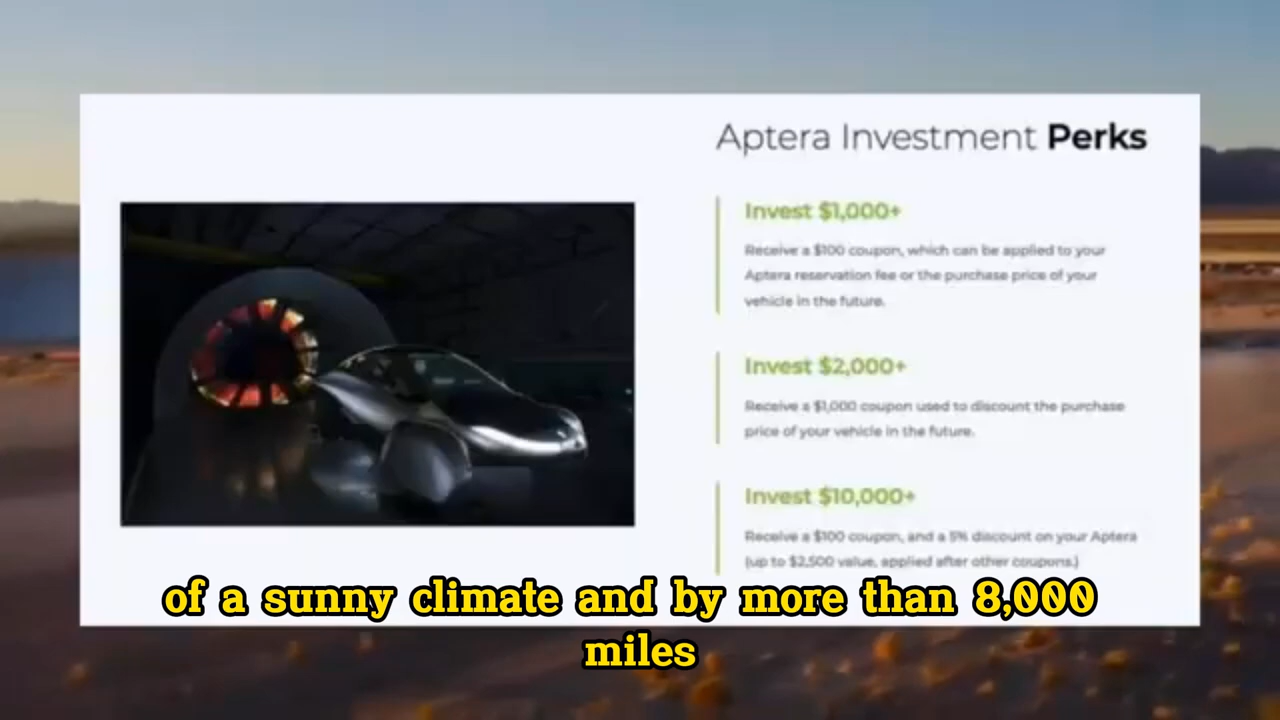 Aptera Investment Perks
Invest $1,000+
Receive a $100 coupon, which can be applied to your
Aptera reservation fee or the purchase price of your
vehicle in the future.
Invest $2,000+
Receive a $1,000 coupon used to discount the purchase
price of your vehicle in the future.
Invest $10,000+
Receive a $100 coupon, and a 5% discount on your Aptera
(up to $2,500 value, applied after other coupons.)
of a sunny climate and by more than 8,000
miles